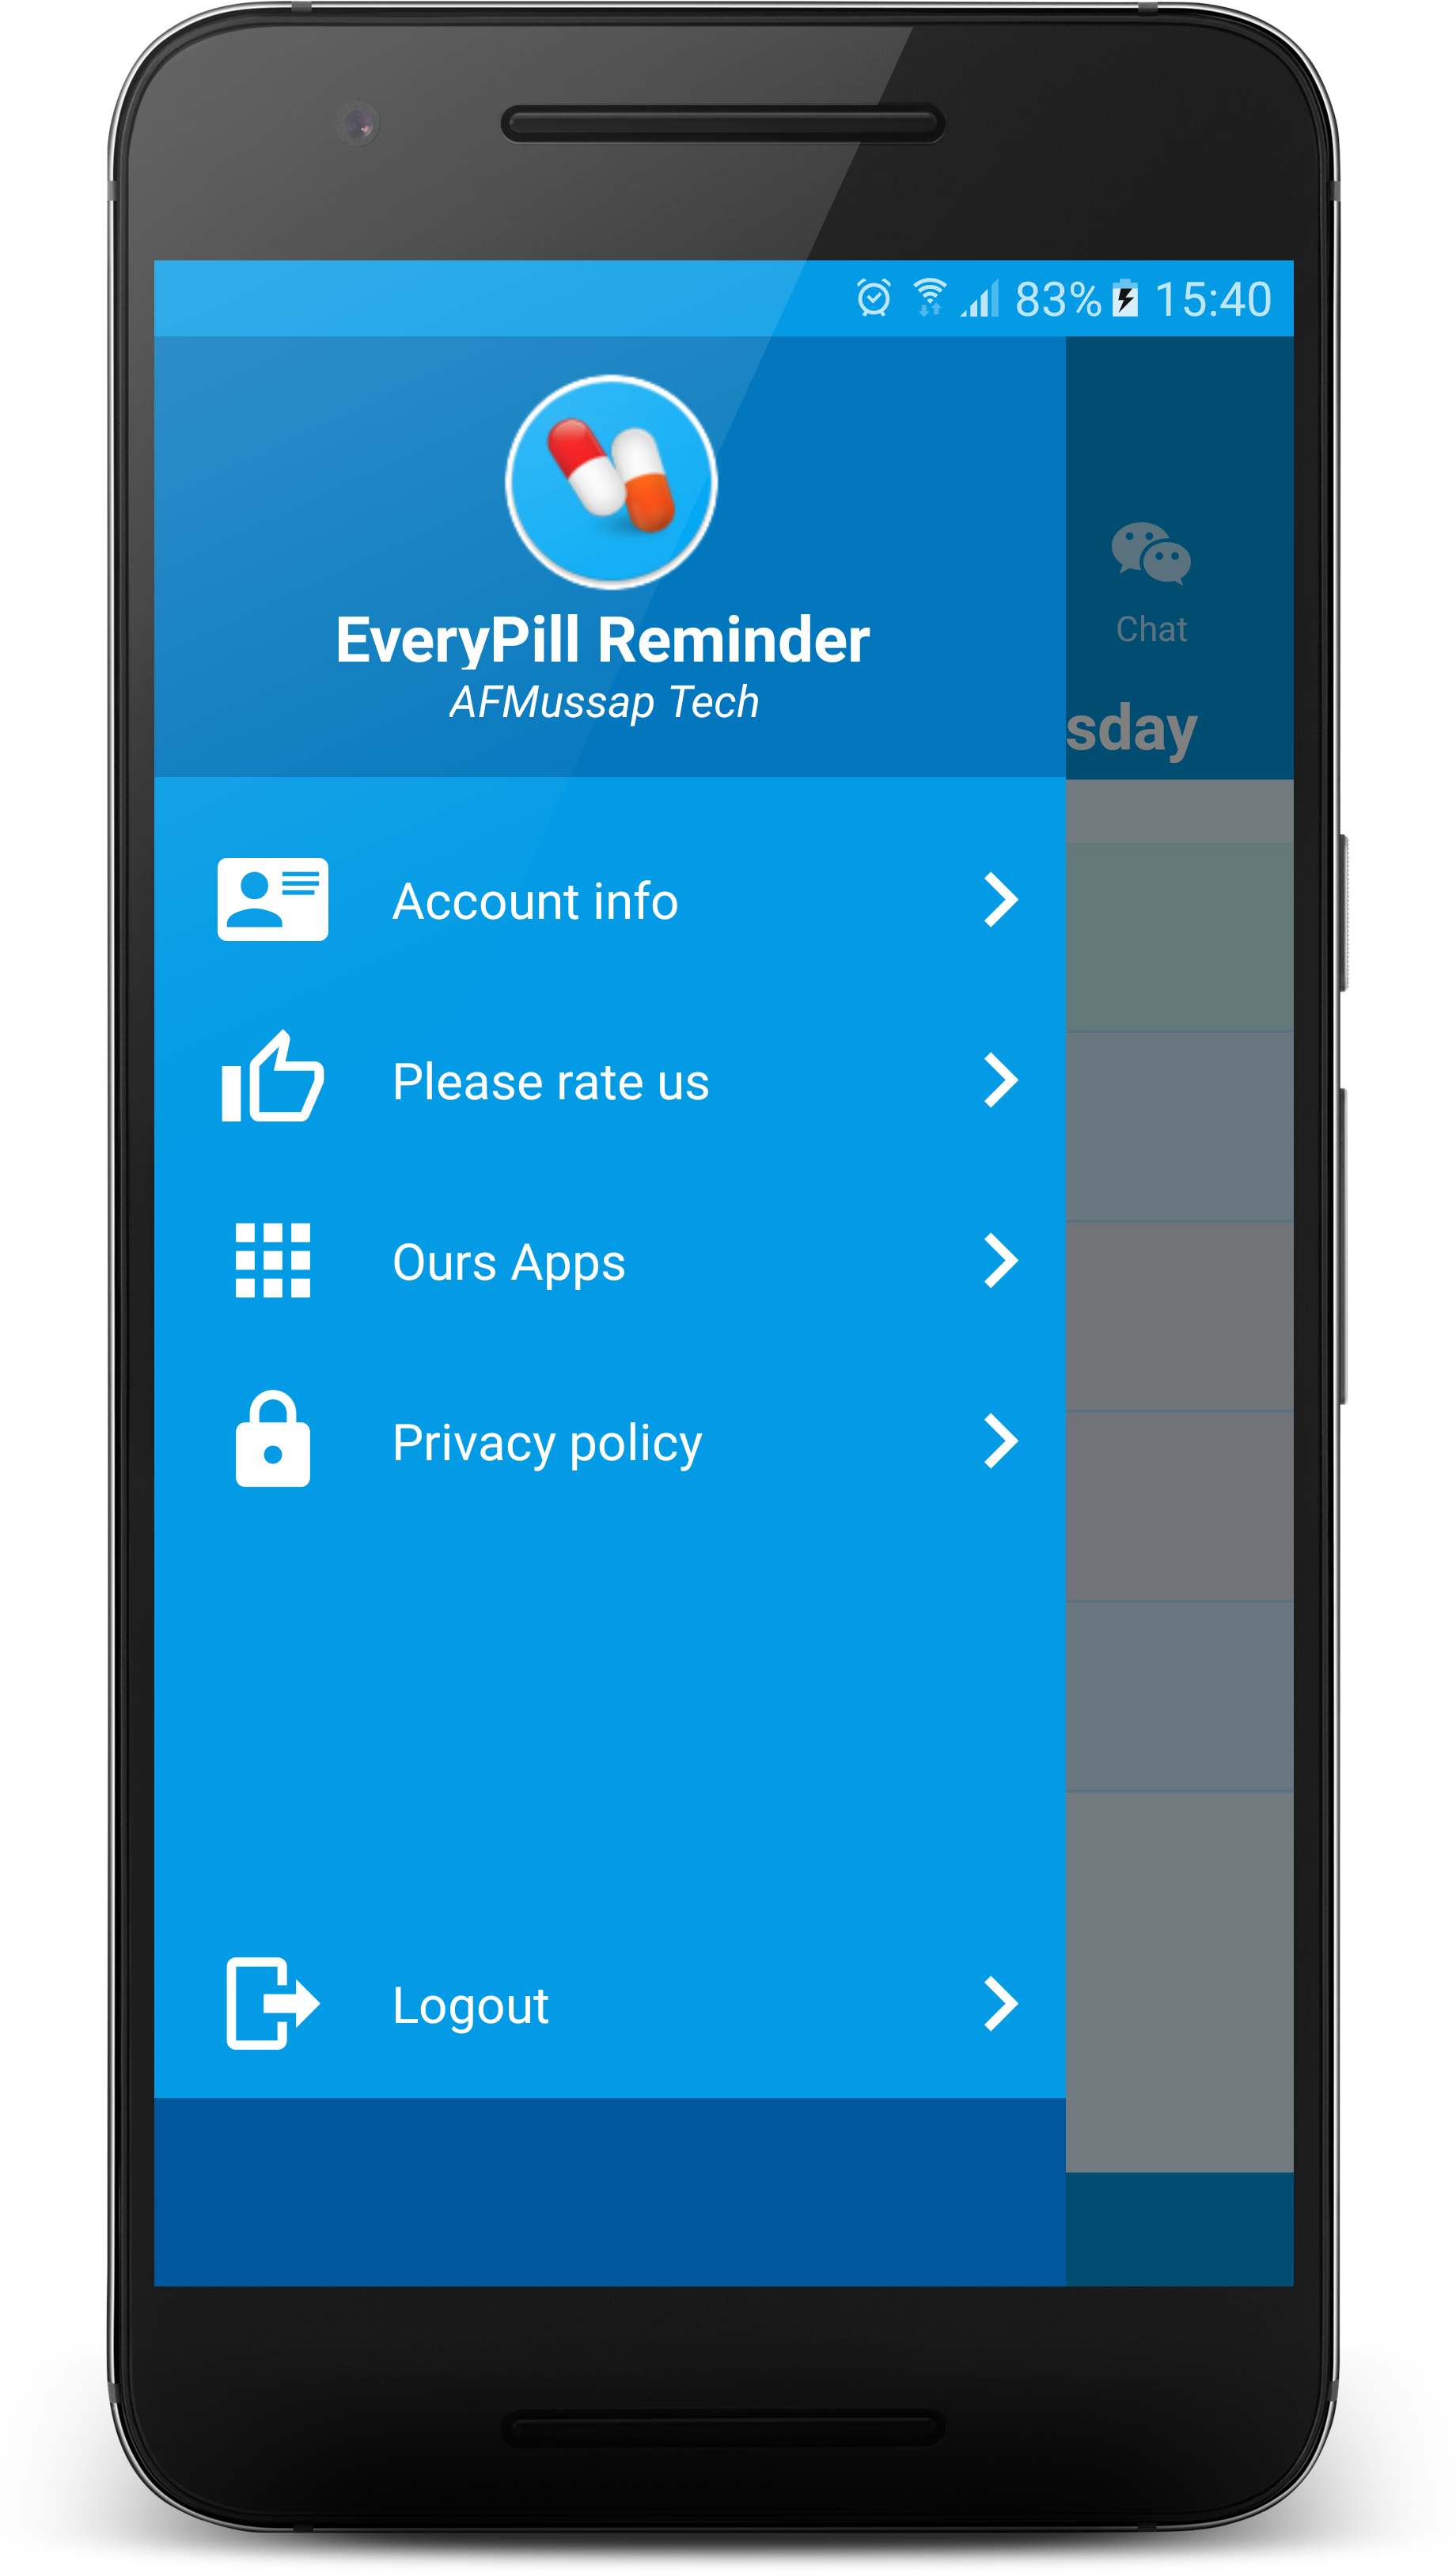 83% 15:40
EveryPill Reminder
AFMussap Tech
Chat
sday
Account info
Please rate us
Ours Apps
Privacy policy
Logout